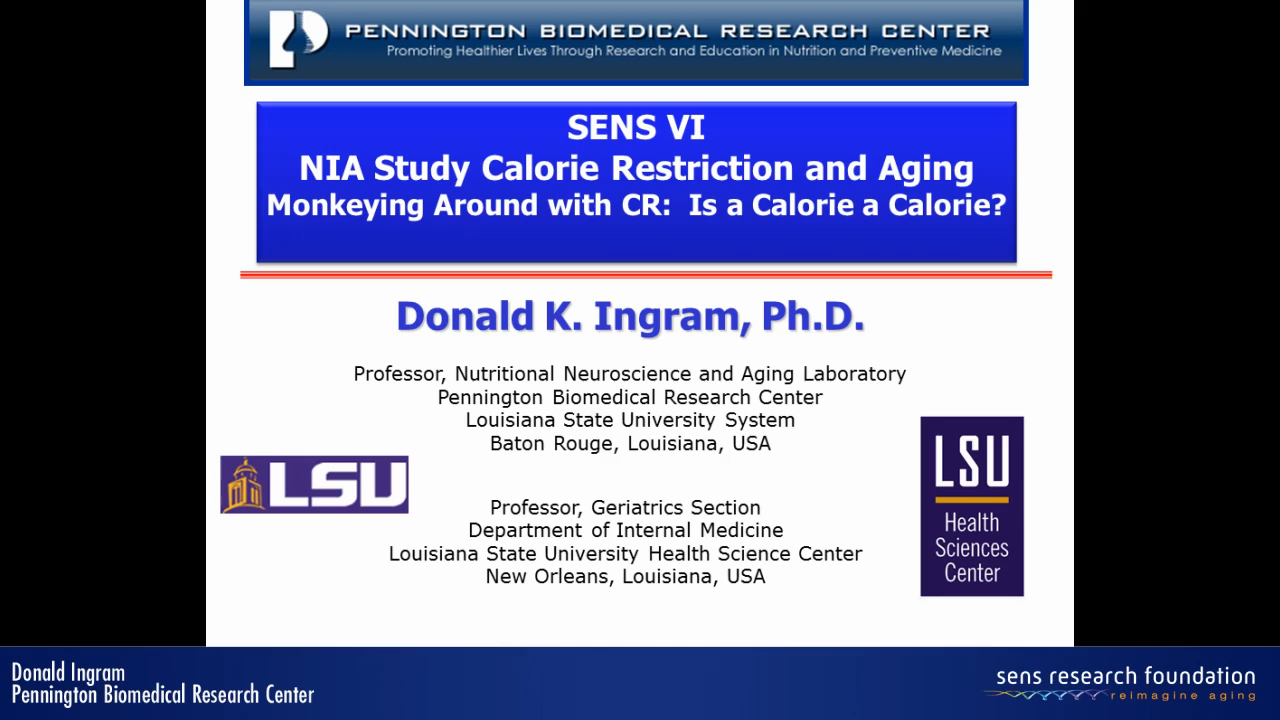 PENNINGTON BIOMEDICAL RESEARCH CENTER
Promoting Healthier Lives Through Research and Education in Nutrition and Preventive Medicine
SENS VI
NIA Study Calorie Restriction and Aging
Monkeying Around with CR: Is a Calorie a Calorie?
Donald K. Ingram, Ph.D.
Professor, Nutritional Neuroscience and Aging Laboratory
Pennington Biomedical Research Center
Louisiana State University System
Baton Rouge, Louisiana, USA
LSU
Professor, Geriatrics Section
Department of Internal Medicine
Louisiana State University Health Science Center
New Orleans, Louisiana, USA
LSU
Health
Sciences
Center
Donald Ingram
Pennington Biomedical Research Center
sens research foundation
reimagine aging